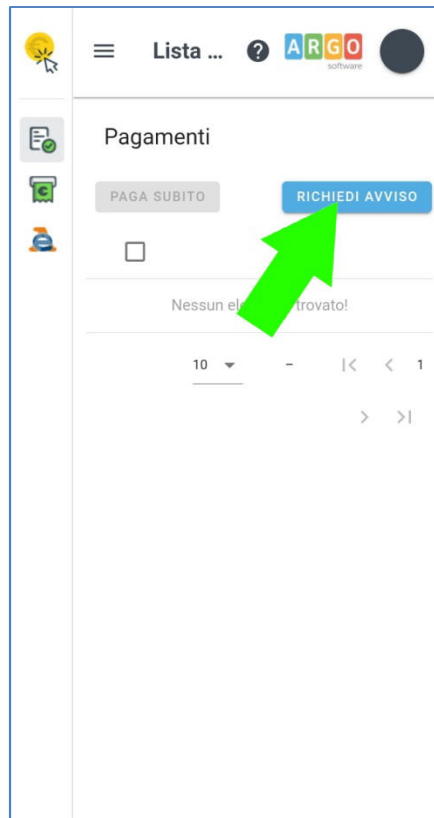 Lista ...
ARGO
software
Pagamenti
PAGA SUBITO
RICHIEDI AVVISO
Nessun el trovato!
10 - 1